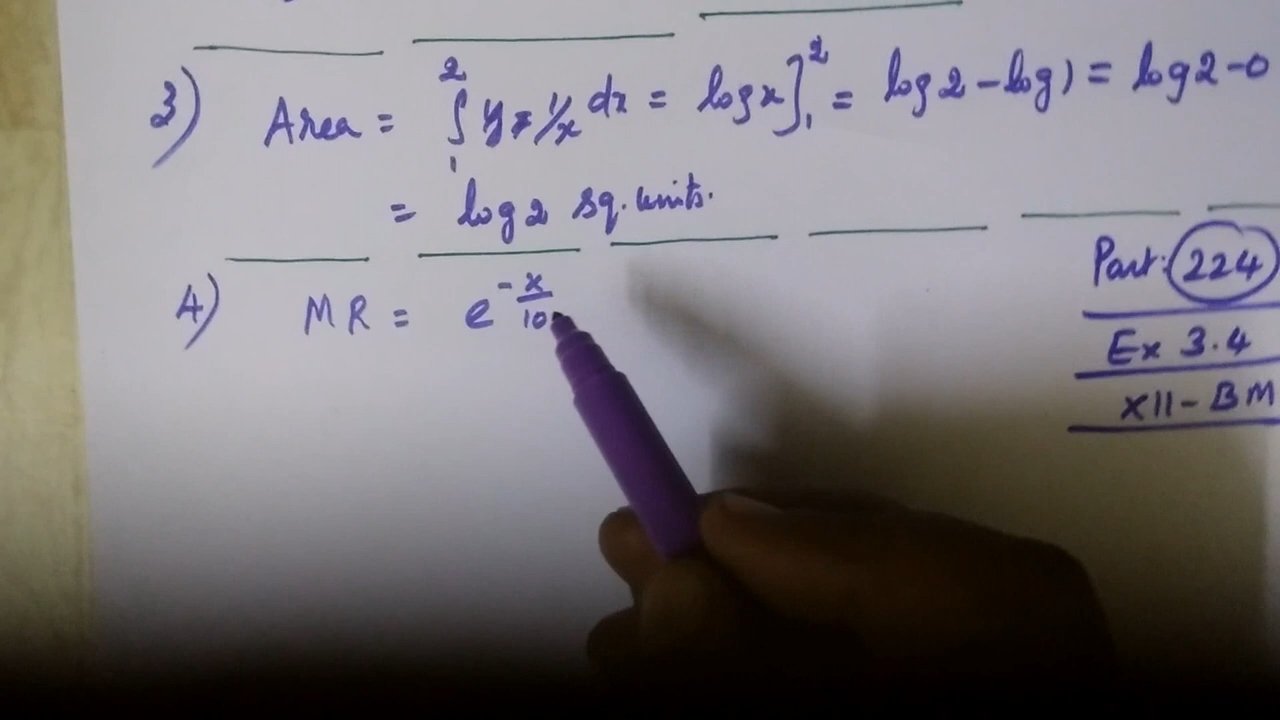 3) Area = ∫₁² y = 1/x dx = log x]₁² = log 2 - log 1 = log 2 - 0
= log 2 sq. units.
4) MR = e^(-x/10)
Part: 224
Ex 3.4
XII - BM